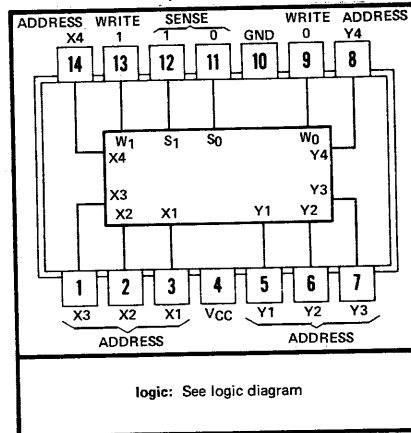 ADDRESS WRITE SENSE WRITE ADDRESS
X4 1 1 0 GND 0 Y4
14 13 12 11 10 9 8
W1 S1 S0 W0
X4 Y4
X3 Y3
X2 X1 Y1 Y2
1 2 3 4 5 6 7
X3 X2 X1 VCC Y1 Y2 Y3
ADDRESS ADDRESS
logic: See logic diagram